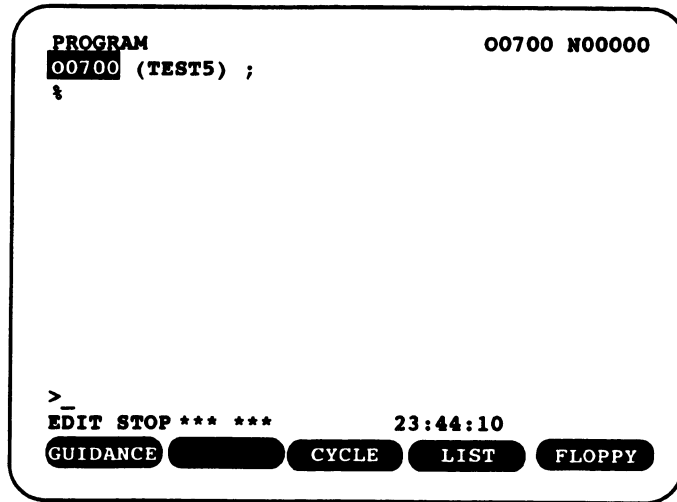 PROGRAM O0700 N00000
O0700 (TEST5) ;
%
>_
EDIT STOP *** *** 23:44:10
GUIDANCE CYCLE LIST FLOPPY